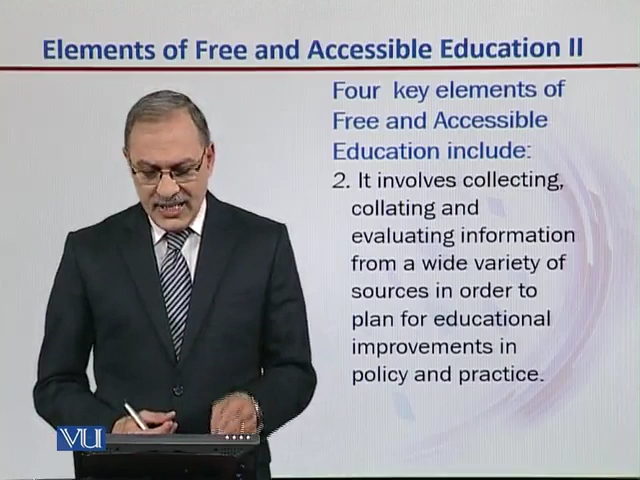 Elements of Free and Accessible Education II
Four key elements of
Free and Accessible
Education include:
2. It involves collecting,
collating and
evaluating information
from a wide variety of
sources in order to
plan for educational
improvements in
policy and practice.
VU